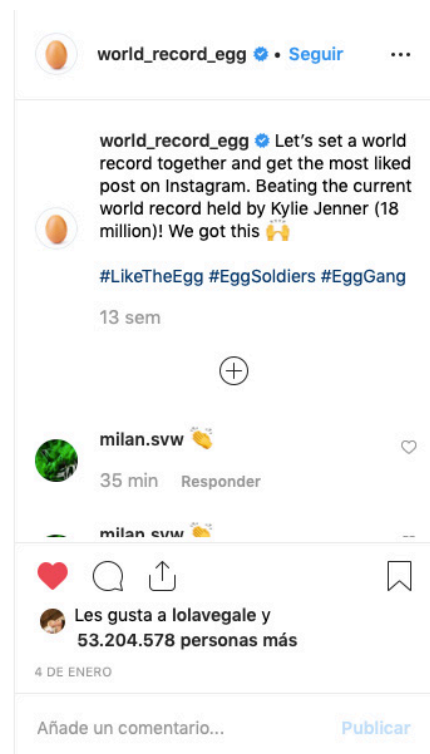 world_record_egg • Seguir
world_record_egg Let’s set a world
record together and get the most liked
post on Instagram. Beating the current
world record held by Kylie Jenner (18
million)! We got this 🙌
#LikeTheEgg #EggSoldiers #EggGang
13 sem
milan.svw 👏
35 min Responder
milan.svw 👏
Les gusta a lolavegale y
53.204.578 personas más
4 DE ENERO
Añade un comentario... Publicar